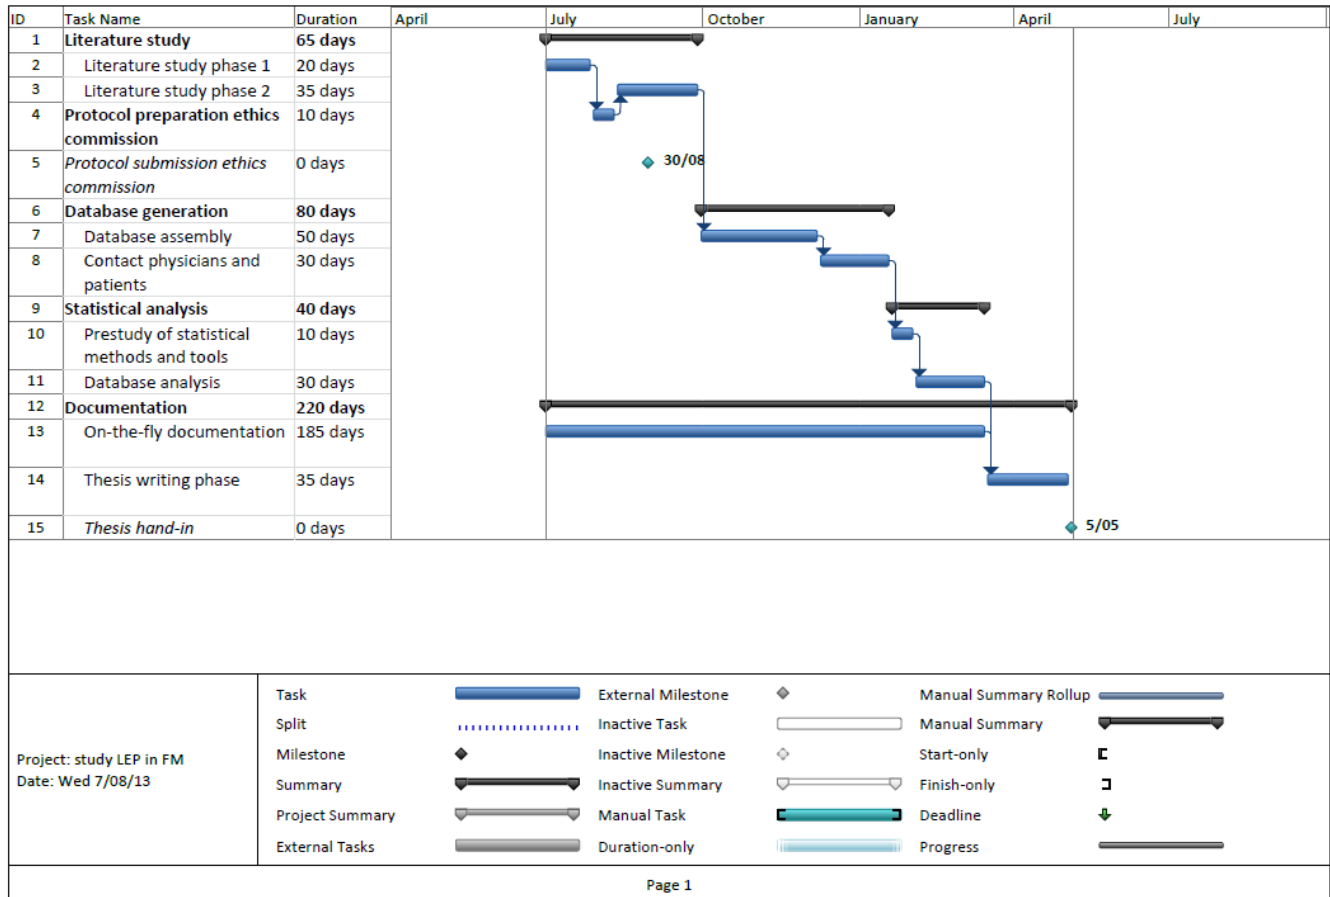 ID Task Name Duration April July October January April July
1 Literature study 65 days
2 Literature study phase 1 20 days
3 Literature study phase 2 35 days
4 Protocol preparation ethics 10 days
commission
5 Protocol submission ethics 0 days 30/08
commission
6 Database generation 80 days
7 Database assembly 50 days
8 Contact physicians and 30 days
patients
9 Statistical analysis 40 days
10 Prestudy of statistical 10 days
methods and tools
11 Database analysis 30 days
12 Documentation 220 days
13 On-the-fly documentation 185 days
14 Thesis writing phase 35 days
15 Thesis hand-in 0 days 5/05
Project: study LEP in FM
Date: Wed 7/08/13
Task External Milestone Manual Summary Rollup
Split Inactive Task Manual Summary
Milestone Inactive Milestone Start-only
Summary Inactive Summary Finish-only
Project Summary Manual Task Deadline
External Tasks Duration-only Progress
Page 1